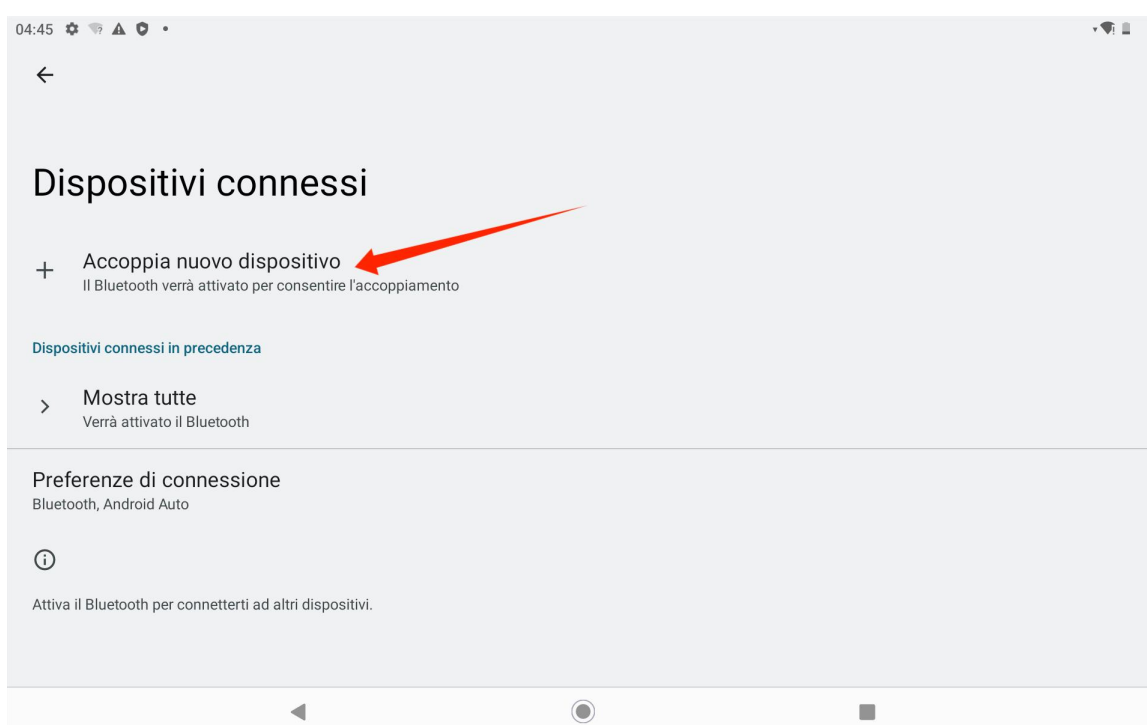 04:45
Dispositivi connessi
Accoppia nuovo dispositivo
Il Bluetooth verrà attivato per consentire l'accoppiamento
Dispositivi connessi in precedenza
Mostra tutte
Verrà attivato il Bluetooth
Preferenze di connessione
Bluetooth, Android Auto
Attiva il Bluetooth per connetterti ad altri dispositivi.